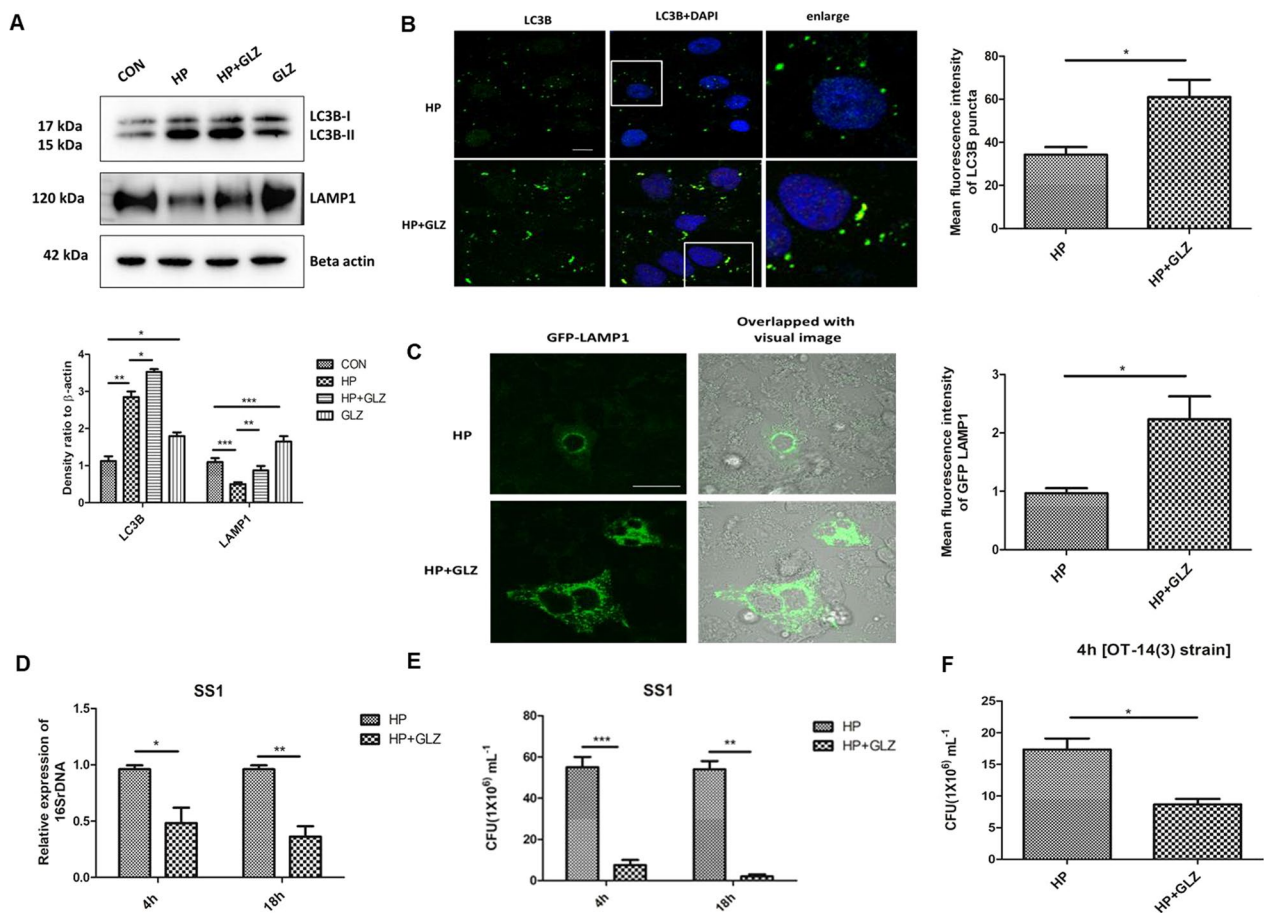 A
CON
HP
HP+GLZ
GLZ
17 kDa
15 kDa
LC3B-I
LC3B-II
120 kDa
LAMP1
42 kDa
Beta actin
Density ratio to β-actin
4
3
2
1
0
*
*
**
***
***
**
LC3B
LAMP1
CON
HP
HP+GLZ
GLZ
B
LC3B
LC3B+DAPI
enlarge
HP
HP+GLZ
Mean fluorescence intensity
of LC3B puncta
80
60
40
20
0
*
HP
HP+GLZ
C
GFP-LAMP1
Overlapped with
visual image
HP
HP+GLZ
Mean fluorescence intensity
of GFP LAMP1
3
2
1
0
*
HP
HP+GLZ
D
SS1
Relative expression of
16SrDNA
1.5
1.0
0.5
0.0
*
**
4h
18h
HP
HP+GLZ
E
SS1
CFU(1X10⁶) mL⁻¹
80
60
40
20
0
***
**
4h
18h
HP
HP+GLZ
F
4h [OT-14(3) strain]
CFU(1X10⁶) mL⁻¹
25
20
15
10
5
0
*
HP
HP+GLZ